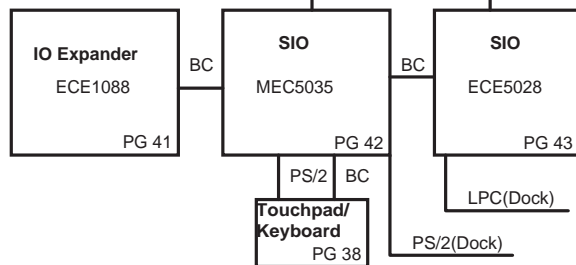 IO Expander
ECE1088
PG 41
BC
SIO
MEC5035
PG 42
BC
SIO
ECE5028
PG 43
PS/2
BC
Touchpad/
Keyboard
PG 38
LPC(Dock)
PS/2(Dock)